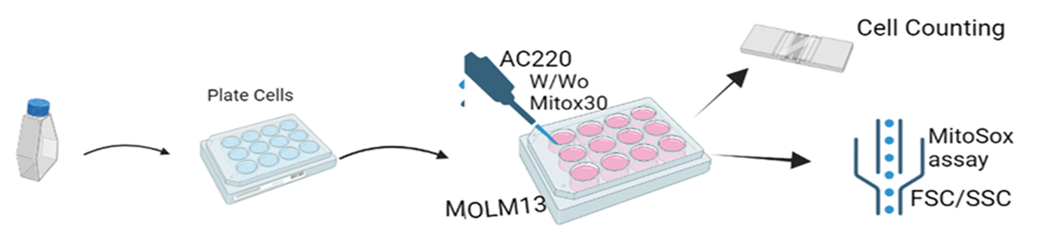 Cell Counting
AC220
W/Wo
Mitox30
Plate Cells
MitoSox
assay
FSC/SSC
MOLM13